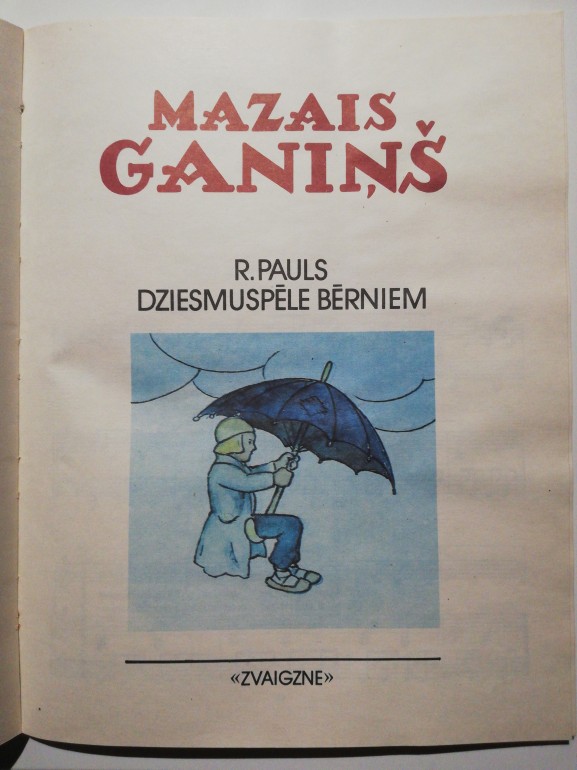 MAZAIS
GANIŅŠ
R. PAULS
DZIESMUSPĒLE BĒRNIEM
«ZVAIGZNE»